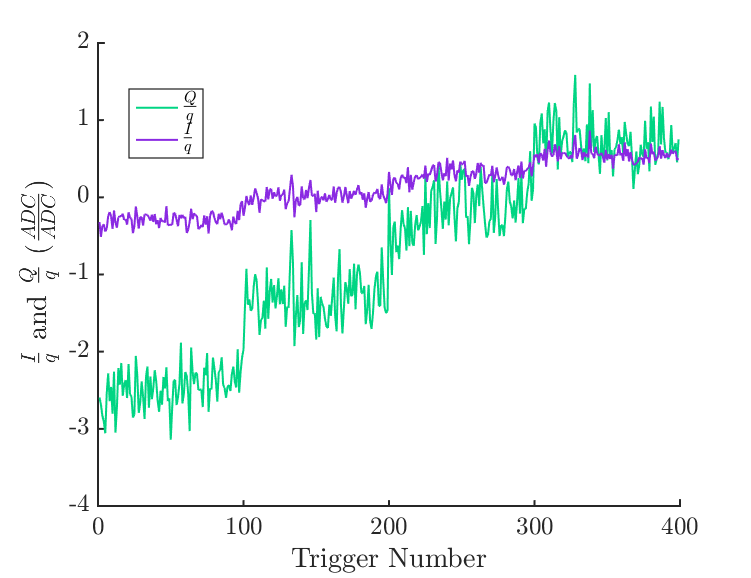 2
1
0
-1
-2
-3
-4
0 100 200 300 400
Q/q
I/q
I/q and Q/q (ADC/ADC)
Trigger Number